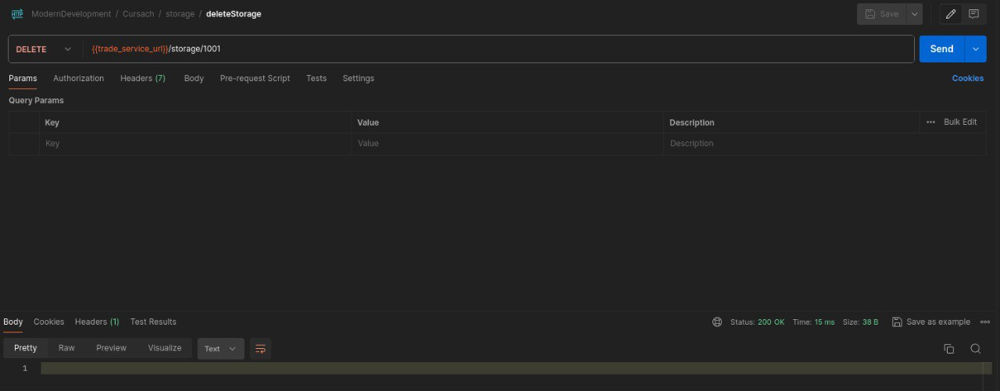 HTTP ModernDevelopment / Cursach / storage / deleteStorage Save
DELETE {{trade_service_url}}/storage/1001 Send
Params Authorization Headers (7) Body Pre-request Script Tests Settings Cookies
Query Params
Key Value Description ••• Bulk Edit
Key Value Description
Body Cookies Headers (1) Test Results Status: 200 OK Time: 15 ms Size: 38 B Save as example •••
Pretty Raw Preview Visualize Text
1